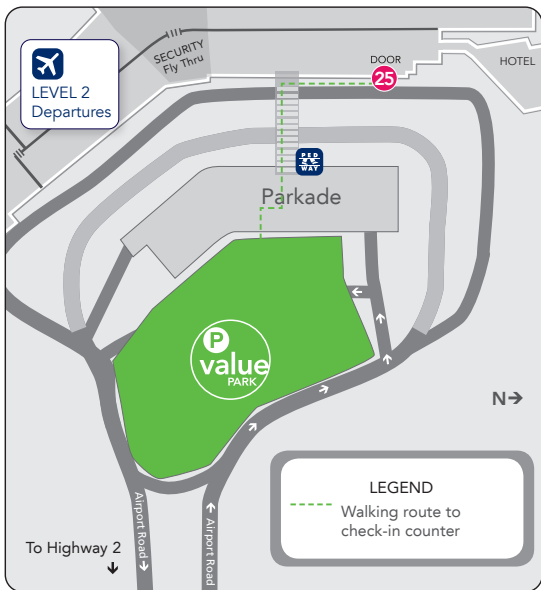 SECURITY
Fly Thru
LEVEL 2
Departures
DOOR
25
HOTEL
PED
WAY
Parkade
P
value
PARK
N→
LEGEND
Walking route to
check-in counter
Airport Road →
Airport Road →
To Highway 2
↓